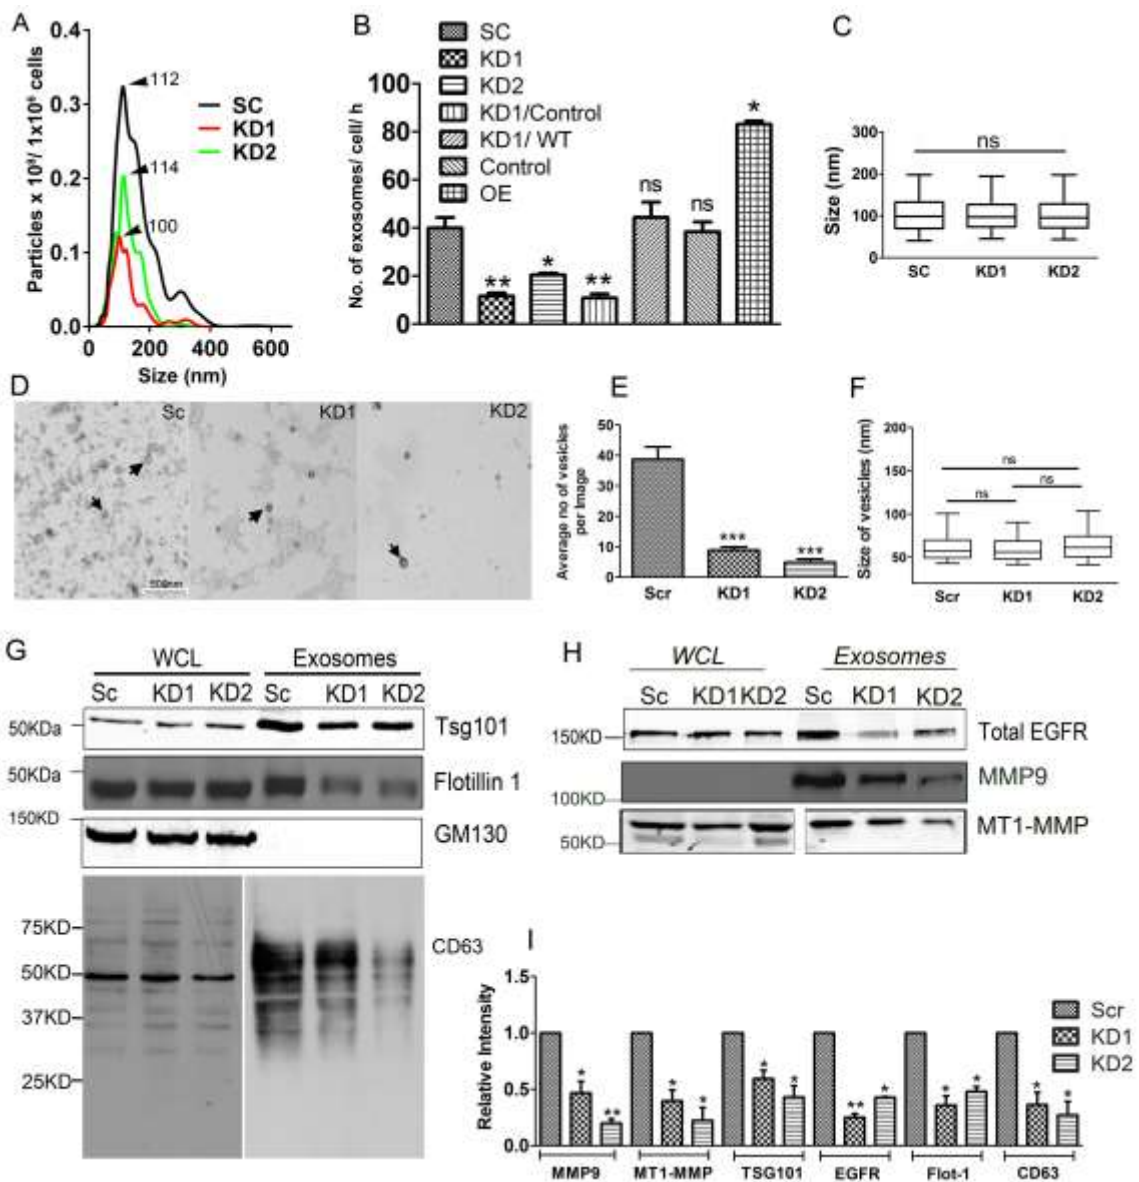 A
0.4
0.3
0.2
0.1
0.0
Particles x 10⁹/ 1x10⁶ cells
112
114
100
SC
KD1
KD2
0
200
400
600
Size (nm)
B
SC
KD1
KD2
KD1/Control
KD1/ WT
Control
OE
100
80
60
40
20
0
No. of exosomes/ cell/ h
**
*
**
ns
ns
*
C
300
200
100
0
Size (nm)
ns
SC
KD1
KD2
D
Sc
KD1
KD2
500nm
E
50
40
30
20
10
0
Average no of vesicles
per Image
***
***
Scr
KD1
KD2
F
200
150
100
50
Size of vesicles (nm)
ns
ns
ns
Scr
KD1
KD2
G
WCL
Exosomes
Sc KD1 KD2 Sc KD1 KD2
50KDa
Tsg101
50KDa
Flotillin 1
150KD
GM130
75KD
50KD
37KD
25KD
CD63
H
WCL
Exosomes
Sc KD1KD2 Sc KD1 KD2
150KD
Total EGFR
MMP9
100KD
MT1-MMP
50KD
I
1.5
1.0
0.5
0.0
Relative Intensity
Scr
KD1
KD2
* ** * * * * ** * * * * *
MMP9 MT1-MMP TSG101 EGFR Flot-1 CD63